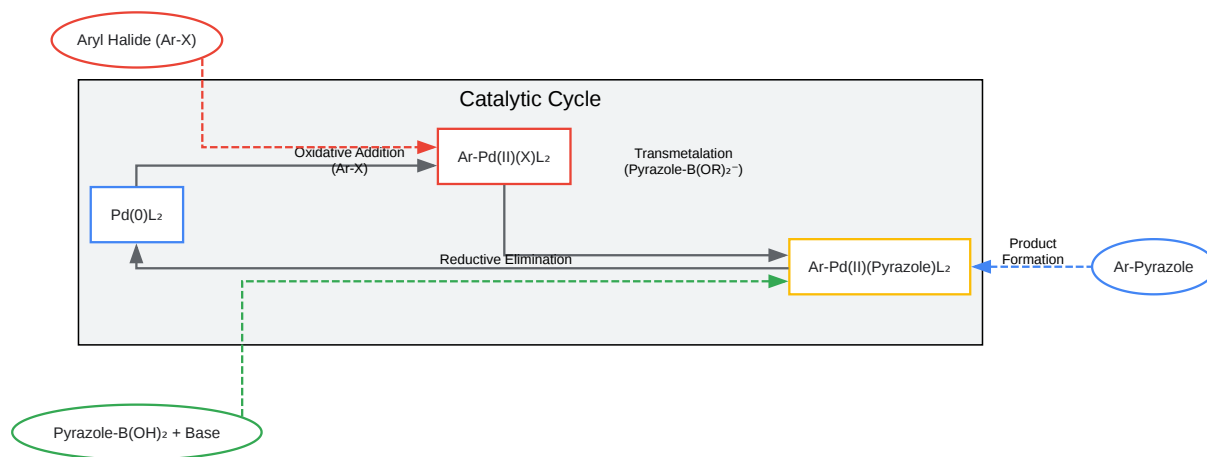 Aryl Halide (Ar-X)
Catalytic Cycle
Oxidative Addition
(Ar-X)
Ar-Pd(II)(X)L₂
Transmetalation
(Pyrazole-B(OR)₂⁻)
Pd(0)L₂
Reductive Elimination
Ar-Pd(II)(Pyrazole)L₂
Product
Formation
Ar-Pyrazole
Pyrazole-B(OH)₂ + Base